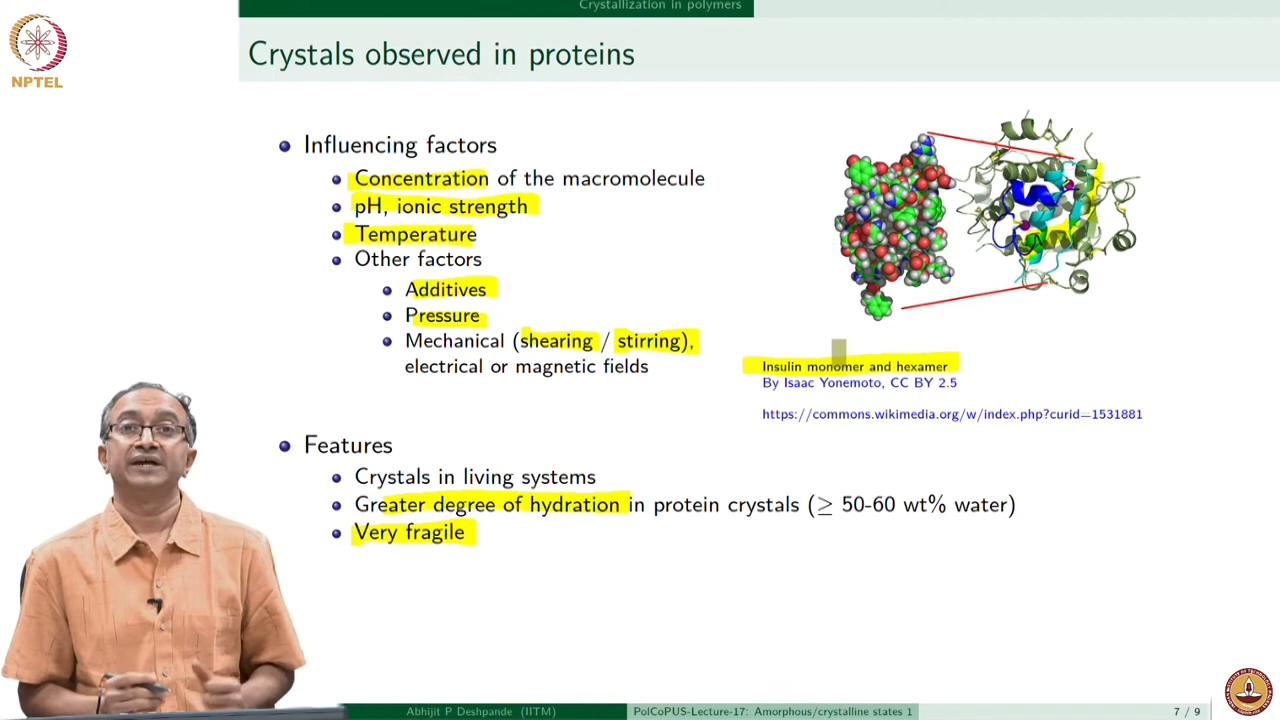 Crystallization in polymers
NPTEL
Crystals observed in proteins
Influencing factors
Concentration of the macromolecule
pH, ionic strength
Temperature
Other factors
Additives
Pressure
Mechanical (shearing / stirring),
electrical or magnetic fields
Insulin monomer and hexamer
By Isaac Yonemoto, CC BY 2.5
https://commons.wikimedia.org/w/index.php?curid=1531881
Features
Crystals in living systems
Greater degree of hydration in protein crystals (≥ 50-60 wt% water)
Very fragile
Abhijit P Deshpande (IITM)
PolCoPUS-Lecture-17: Amorphous/crystalline states 1
7 / 9